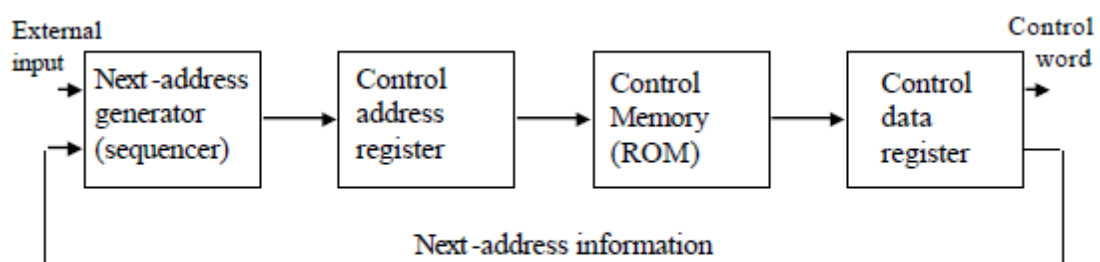 External
input
Next-address
generator
(sequencer)
Control
address
register
Control
Memory
(ROM)
Control
data
register
Control
word
Next-address information